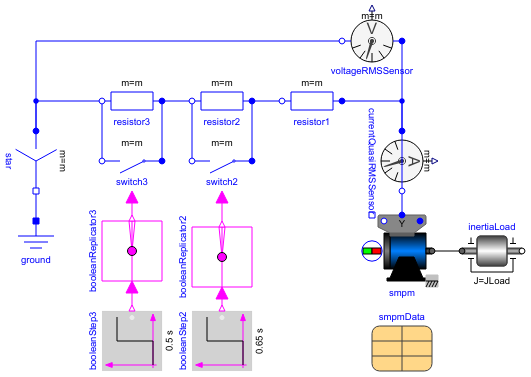 m=m
V
voltageRMSSensor
m=m
m=m
m=m
resistor3
resistor2
resistor1
star
m=m
m=m
m=m
switch3
switch2
currentQuasiRMSSensor
A
m=m
ground
booleanReplicator3
booleanReplicator2
Y
inertiaLoad
J=JLoad
smpm
booleanStep3
0.5 s
booleanStep2
0.65 s
smpmData